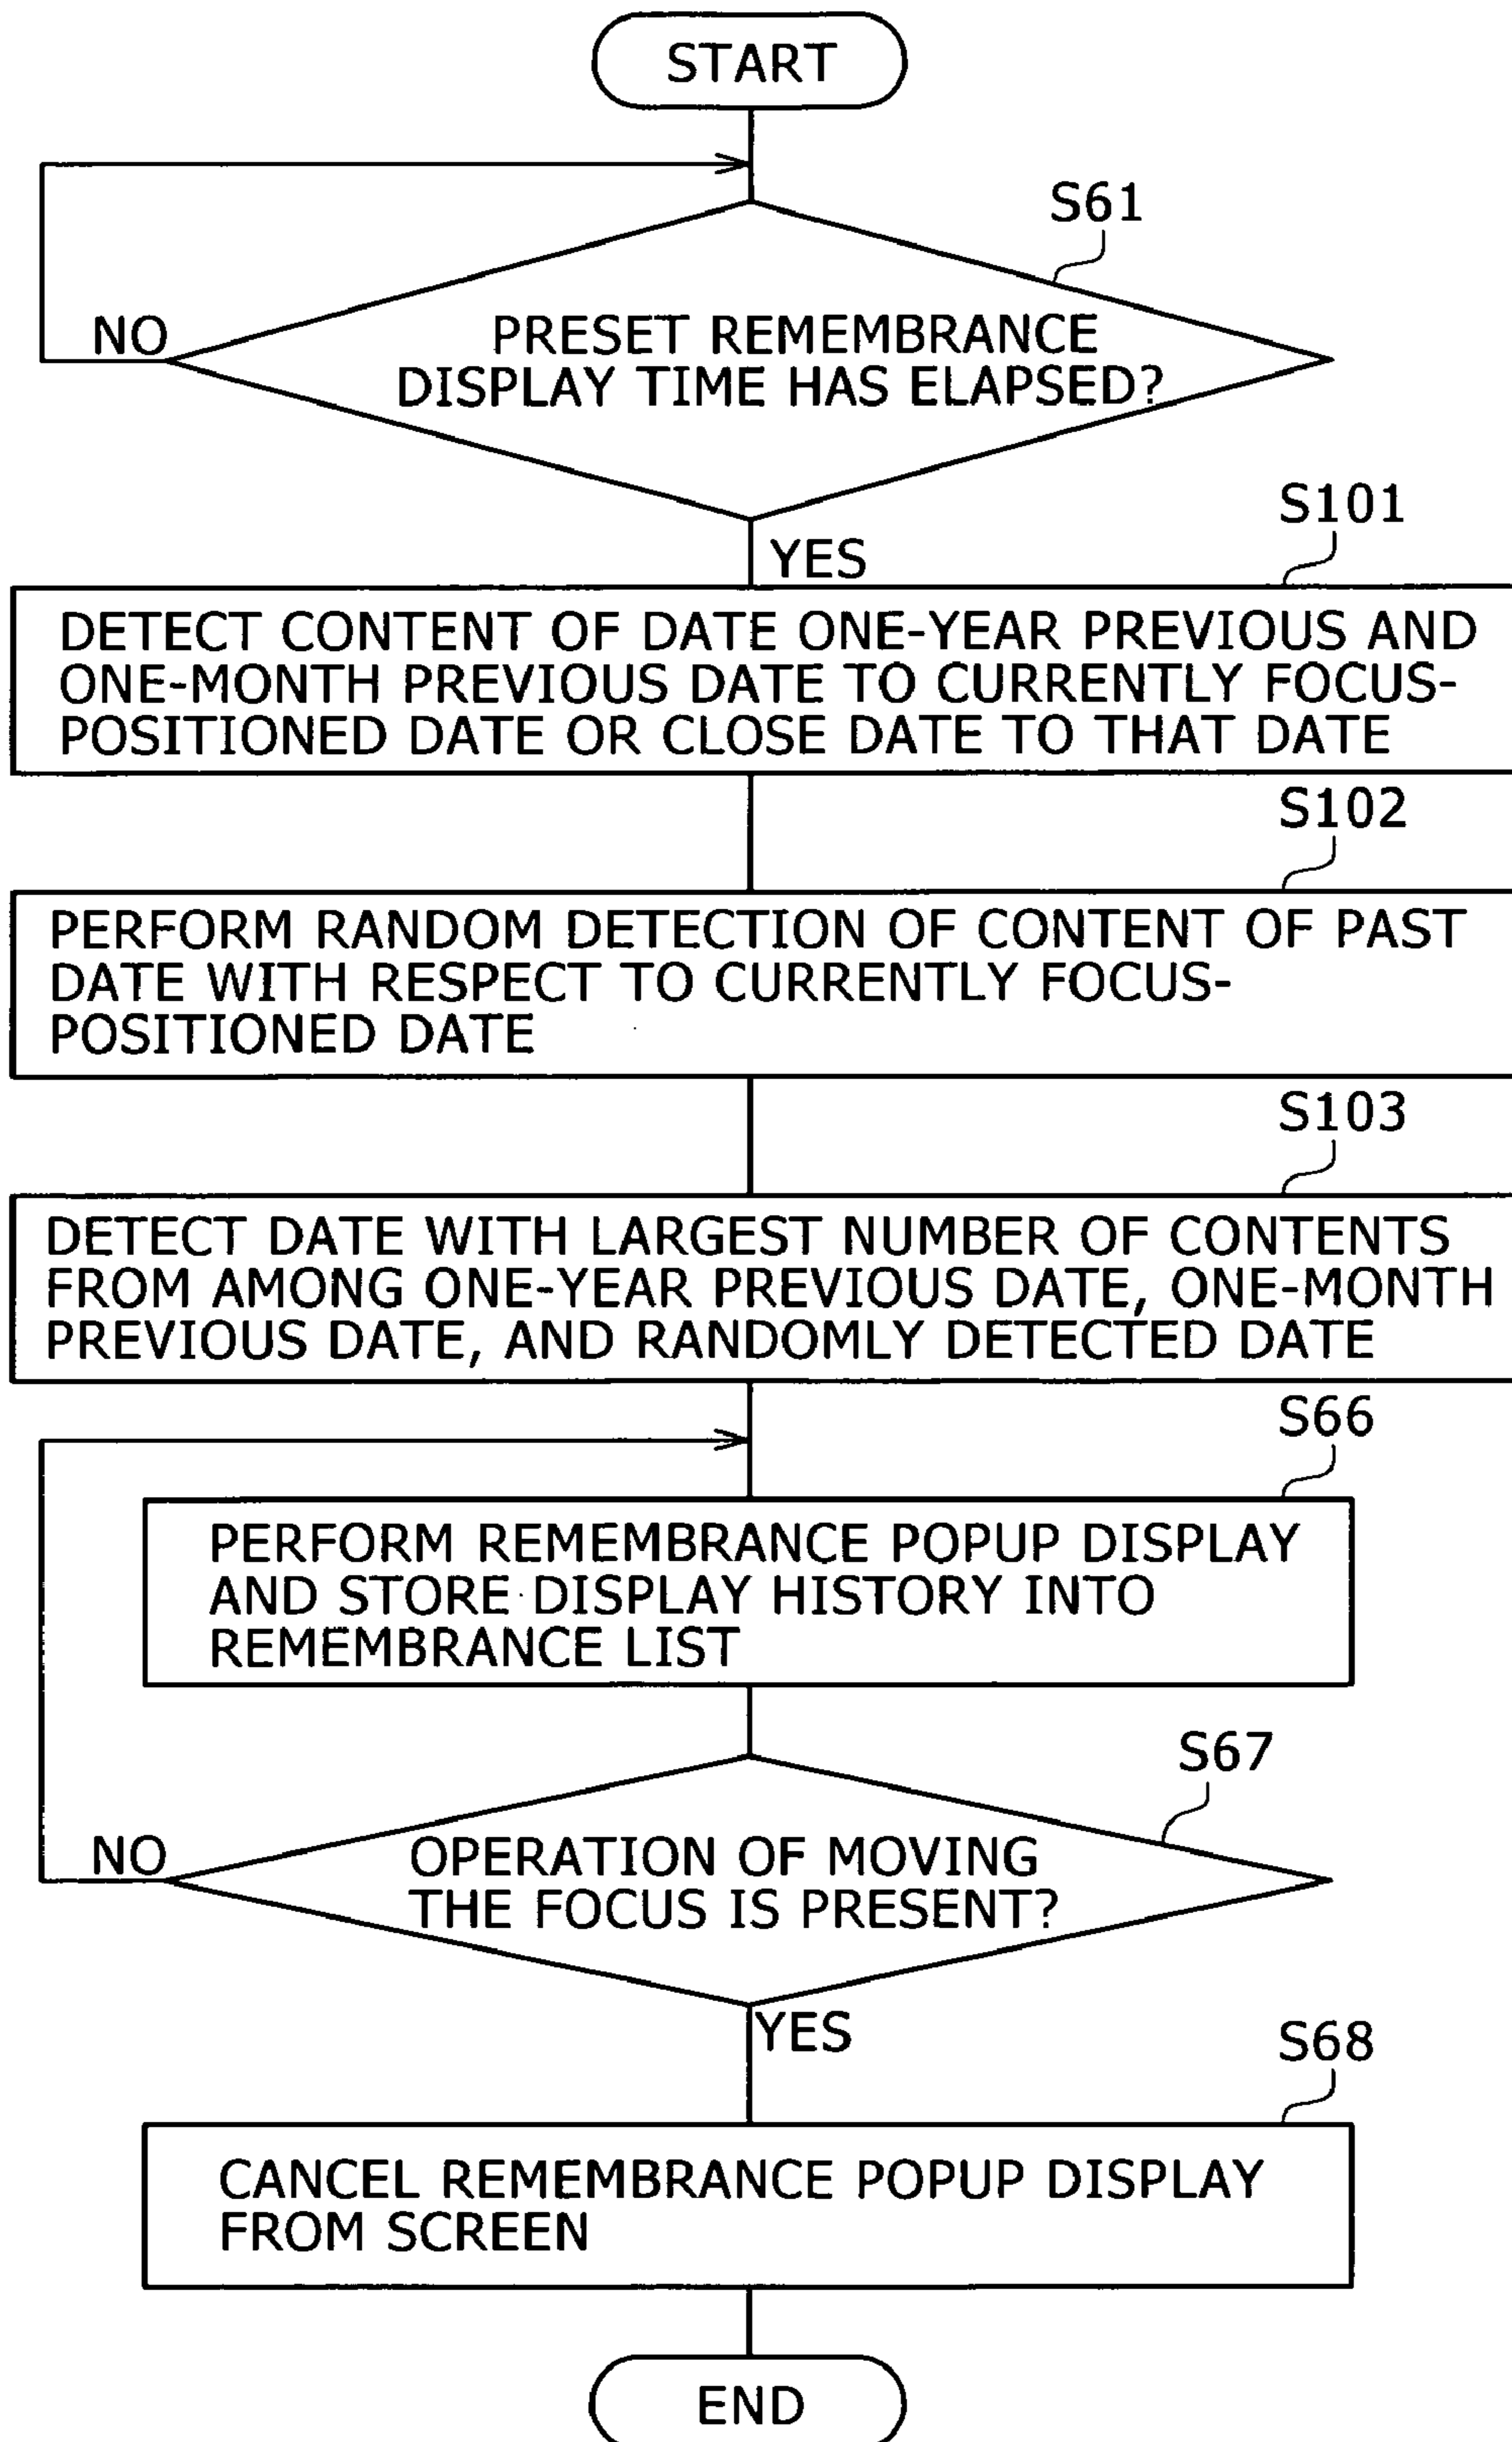 START
S61
NO
PRESET REMEMBRANCE
DISPLAY TIME HAS ELAPSED?
YES
S101
DETECT CONTENT OF DATE ONE-YEAR PREVIOUS AND
ONE-MONTH PREVIOUS DATE TO CURRENTLY FOCUS-
POSITIONED DATE OR CLOSE DATE TO THAT DATE
S102
PERFORM RANDOM DETECTION OF CONTENT OF PAST
DATE WITH RESPECT TO CURRENTLY FOCUS-
POSITIONED DATE
S103
DETECT DATE WITH LARGEST NUMBER OF CONTENTS
FROM AMONG ONE-YEAR PREVIOUS DATE, ONE-MONTH
PREVIOUS DATE, AND RANDOMLY DETECTED DATE
S66
PERFORM REMEMBRANCE POPUP DISPLAY
AND STORE DISPLAY HISTORY INTO
REMEMBRANCE LIST
S67
NO
OPERATION OF MOVING
THE FOCUS IS PRESENT?
YES
S68
CANCEL REMEMBRANCE POPUP DISPLAY
FROM SCREEN
END